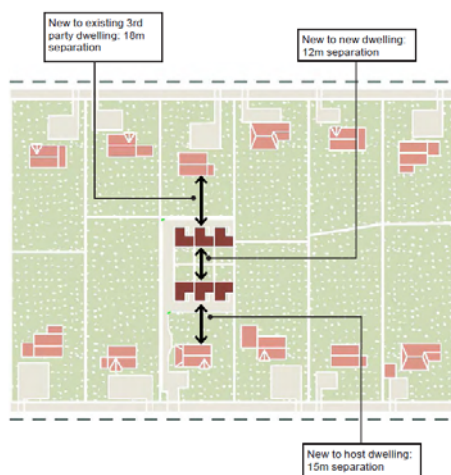 New to existing 3rd
party dwelling: 18m
separation
New to new dwelling:
12m separation
New to host dwelling:
15m separation